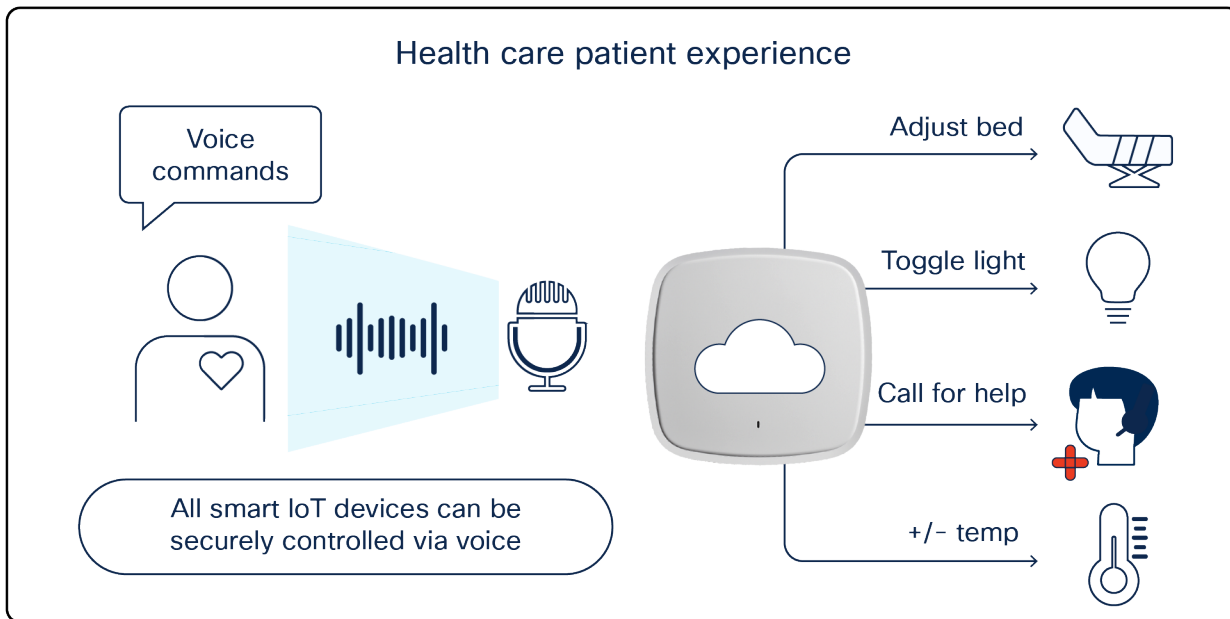 Health care patient experience
Voice
commands
All smart IoT devices can be
securely controlled via voice
Adjust bed
Toggle light
Call for help
+/- temp